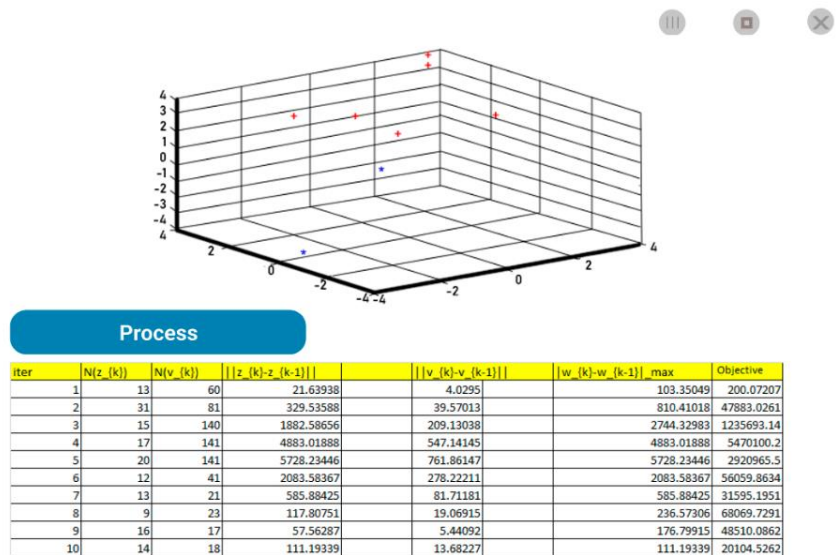 4
3
2
1
0
-1
-2
-3
-4
4
2
0
-2
-4
-4
-2
0
2
4
Process
iter N(z_{k}) N(v_{k}) ||z_{k}-z_{k-1}|| ||v_{k}-v_{k-1}|| |w_{k}-w_{k-1}|_max Objective
1 13 60 21.63938 4.0295 103.35049 200.07207
2 31 81 329.53588 39.57013 810.41018 47883.0261
3 15 140 1882.58656 209.13038 2744.32983 1235693.14
4 17 141 4883.01888 547.14145 4883.01888 5470100.2
5 20 141 5728.23446 761.86147 5728.23446 2920965.5
6 12 41 2083.58367 278.22211 2083.58367 56059.8634
7 13 21 585.88425 81.71181 585.88425 31595.1951
8 9 23 117.80751 19.06915 236.57306 68069.7291
9 16 17 57.56287 5.44092 176.79915 48510.0862
10 14 18 111.19339 13.68227 111.19339 20104.5262